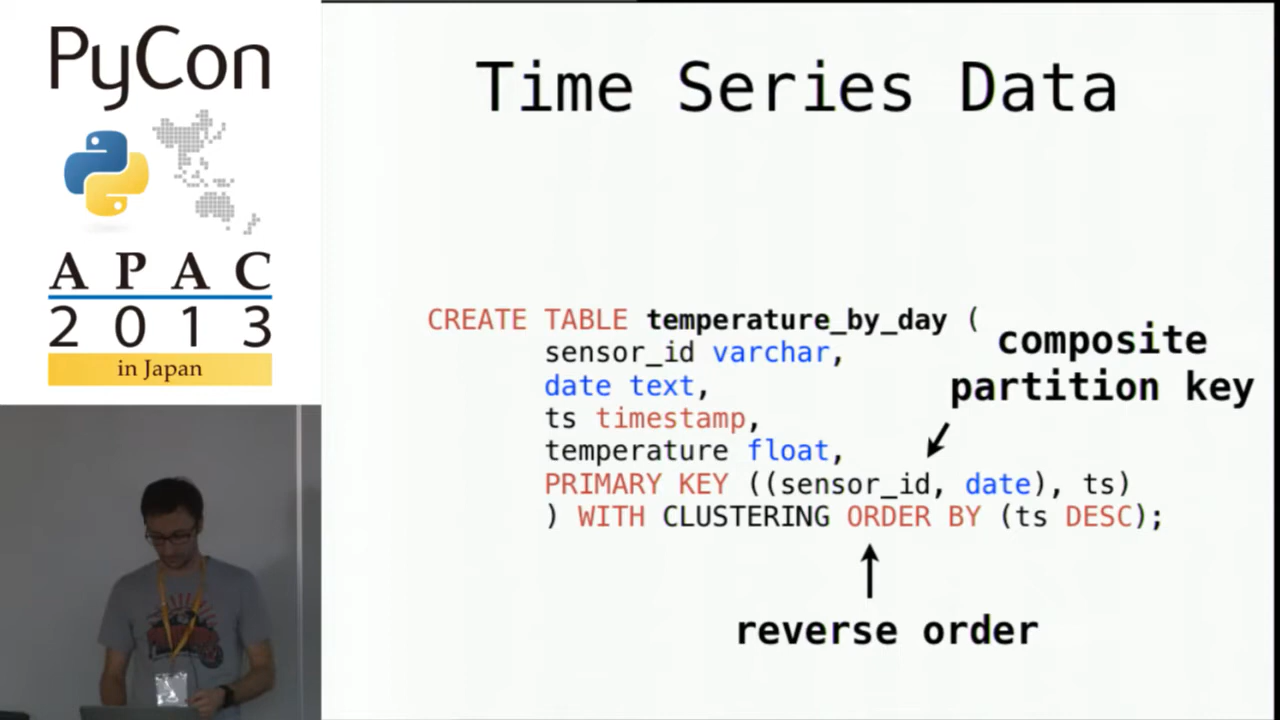 PyCon
APAC
2013
in Japan
Time Series Data
CREATE TABLE temperature_by_day (
sensor_id varchar,
date text,
ts timestamp,
temperature float,
PRIMARY KEY ((sensor_id, date), ts)
) WITH CLUSTERING ORDER BY (ts DESC);
composite
partition key
reverse order